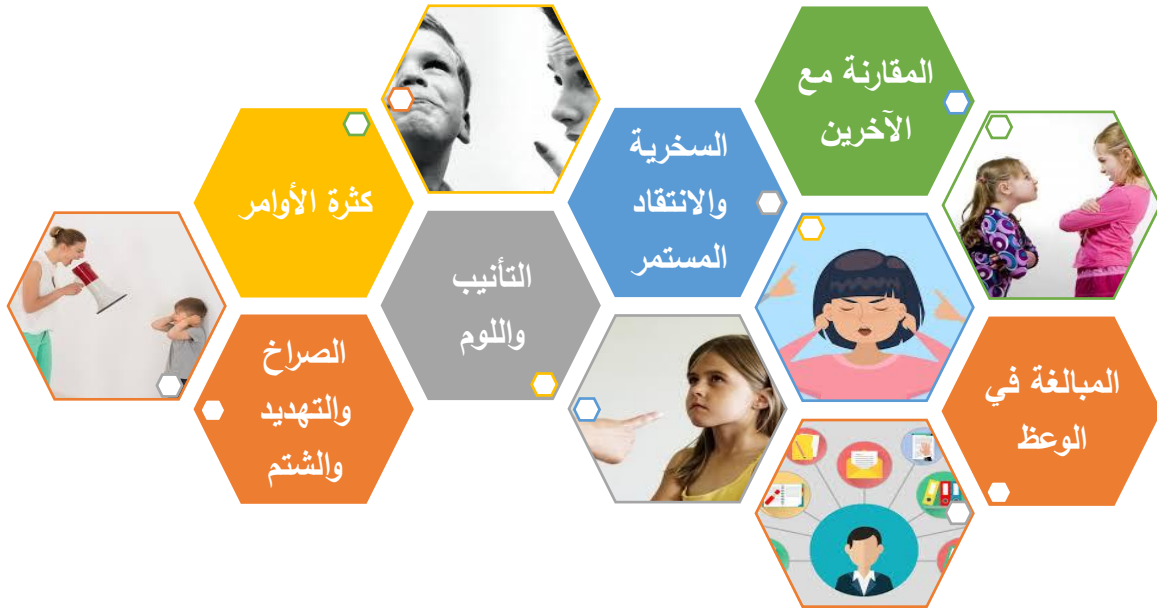 المقارنة مع
الآخرين
السخرية
والانتقاد
المستمر
كثرة الأوامر
التأنيب
واللوم
الصراخ
والتهديد
والشتم
المبالغة في
الوعظ